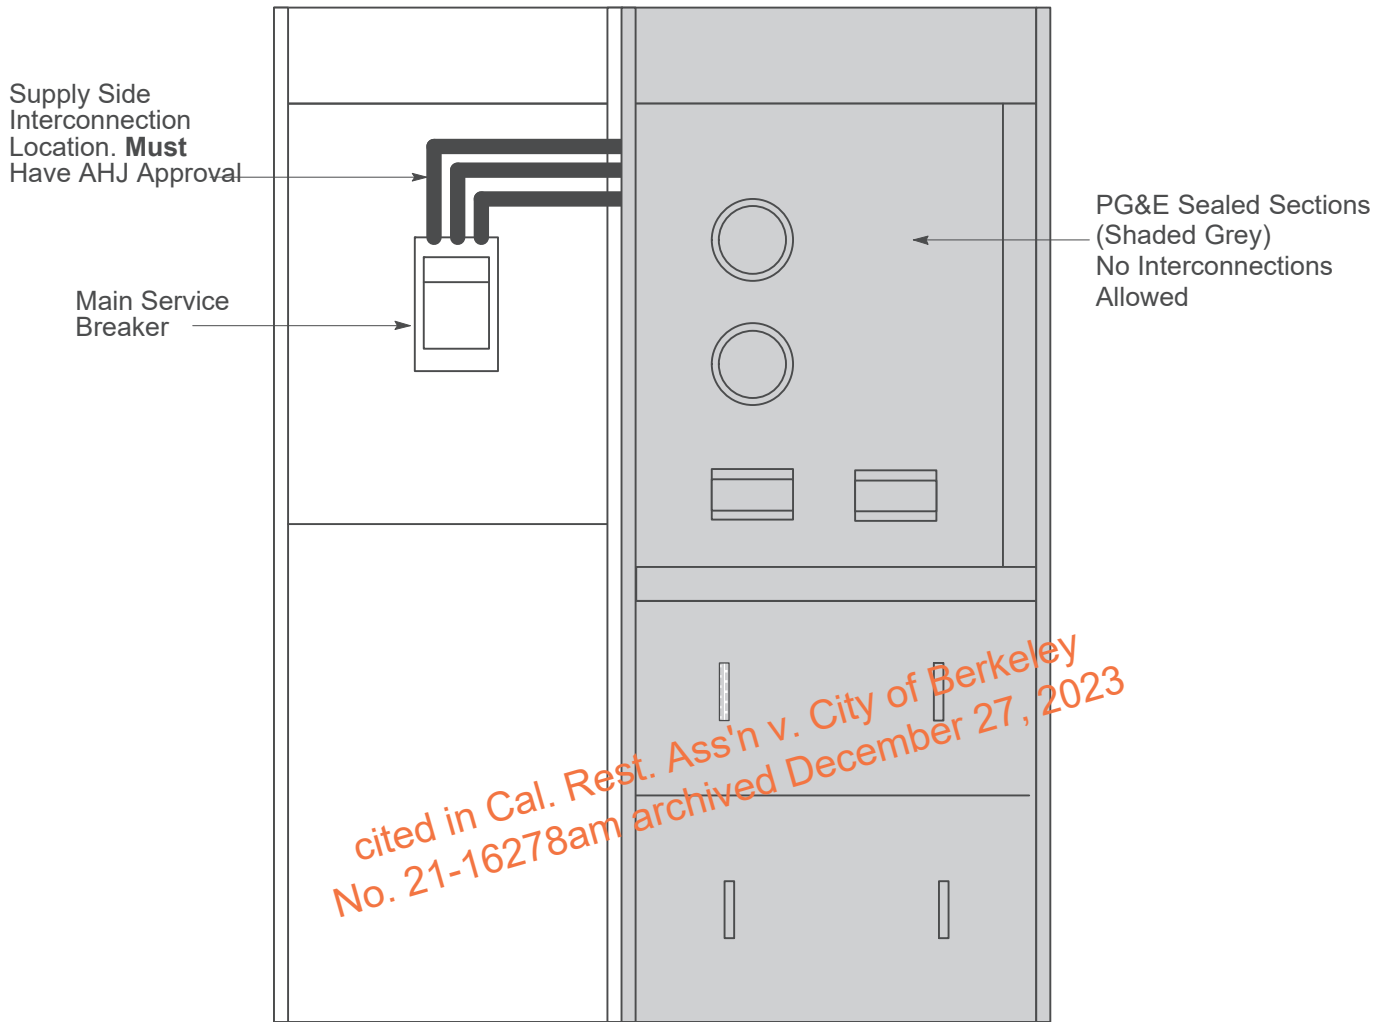 Supply Side
Interconnection
Location. Must
Have AHJ Approval
Main Service
Breaker
PG&E Sealed Sections
(Shaded Grey)
No Interconnections
Allowed
cited in Cal. Rest. Ass'n v. City of Berkeley
No. 21-16278am archived December 27, 2023